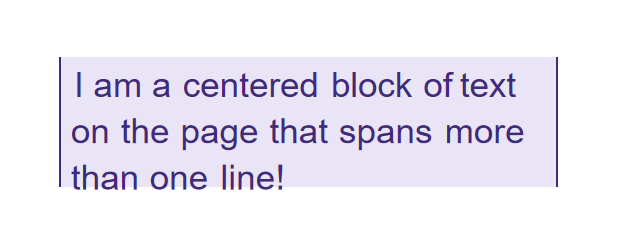 I am a centered block of text
on the page that spans more
than one line!